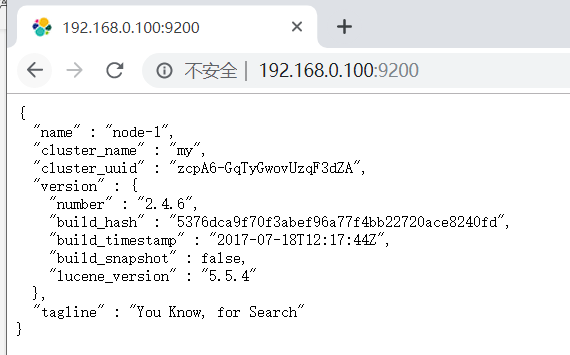 192.168.0.100:9200
不安全 | 192.168.0.100:9200
{
"name" : "node-1",
"cluster_name" : "my",
"cluster_uuid" : "zcpA6-GqTyGwovUzqF3dZA",
"version" : {
"number" : "2.4.6",
"build_hash" : "5376dca9f70f3abef96a77f4bb22720ace8240fd",
"build_timestamp" : "2017-07-18T12:17:44Z",
"build_snapshot" : false,
"lucene_version" : "5.5.4"
},
"tagline" : "You Know, for Search"
}